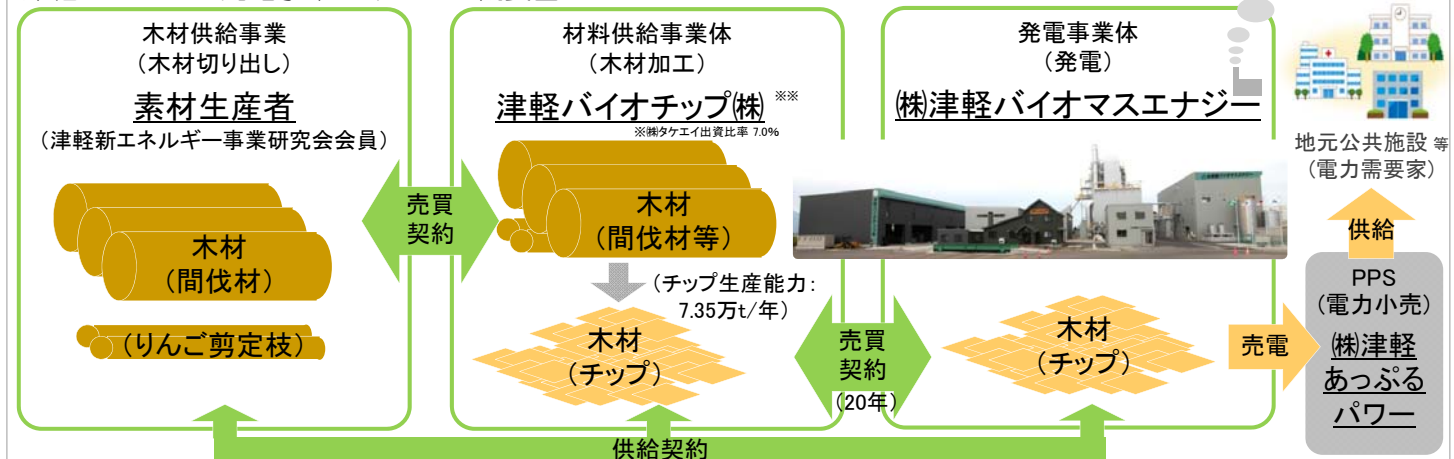 木材供給事業
(木材切り出し)
素材生産者
(津軽新エネルギー事業研究会会員)
木材
(間伐材)
(りんご剪定枝)
売買
契約
材料供給事業体
(木材加工)
津軽バイオチップ㈱ ※※
※㈱タケエイ出資比率 7.0%
木材
(間伐材等)
(チップ生産能力:
7.35万t/年)
木材
(チップ)
売買
契約
(20年)
発電事業体
(発電)
㈱津軽バイオマスエナジー
木材
(チップ)
売電
地元公共施設 等
(電力需要家)
供給
PPS
(電力小売)
㈱津軽
あっぷる
パワー
供給契約